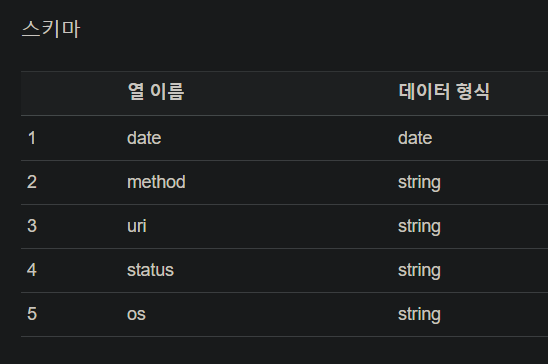 스키마
열 이름 데이터 형식
1 date date
2 method string
3 uri string
4 status string
5 os string